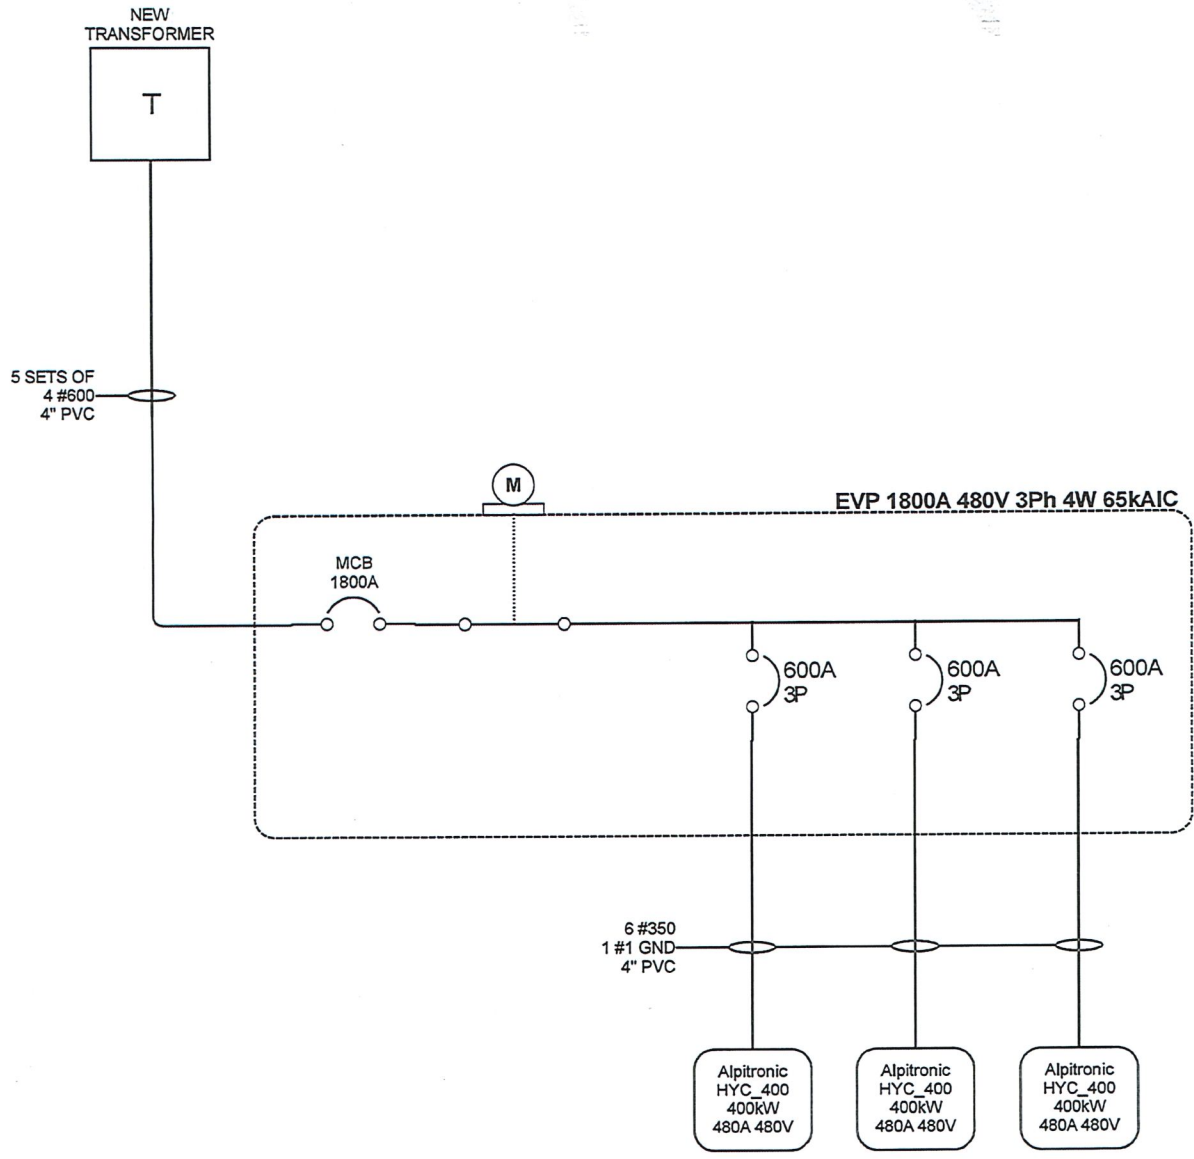 NEW
TRANSFORMER
T
5 SETS OF
4 #600
4" PVC
M
EVP 1800A 480V 3Ph 4W 65kAIC
MCB
1800A
600A
3P
600A
3P
600A
3P
6 #350
1 #1 GND
4" PVC
Alpitronic
HYC_400
400kW
480A 480V
Alpitronic
HYC_400
400kW
480A 480V
Alpitronic
HYC_400
400kW
480A 480V